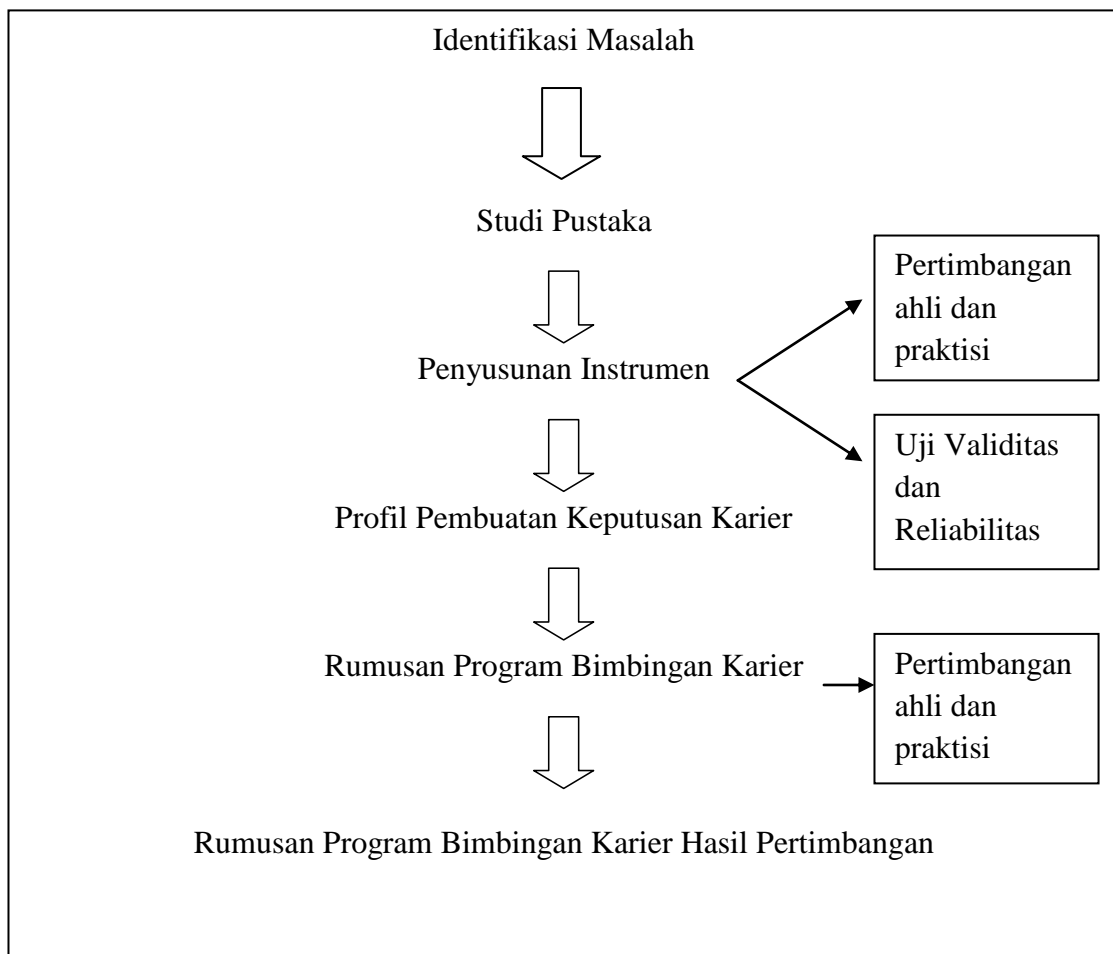 Identifikasi Masalah
Studi Pustaka
Pertimbangan
ahli dan
praktisi
Penyusunan Instrumen
Uji Validitas
dan
Reliabilitas
Profil Pembuatan Keputusan Karier
Rumusan Program Bimbingan Karier
Pertimbangan
ahli dan
praktisi
Rumusan Program Bimbingan Karier Hasil Pertimbangan